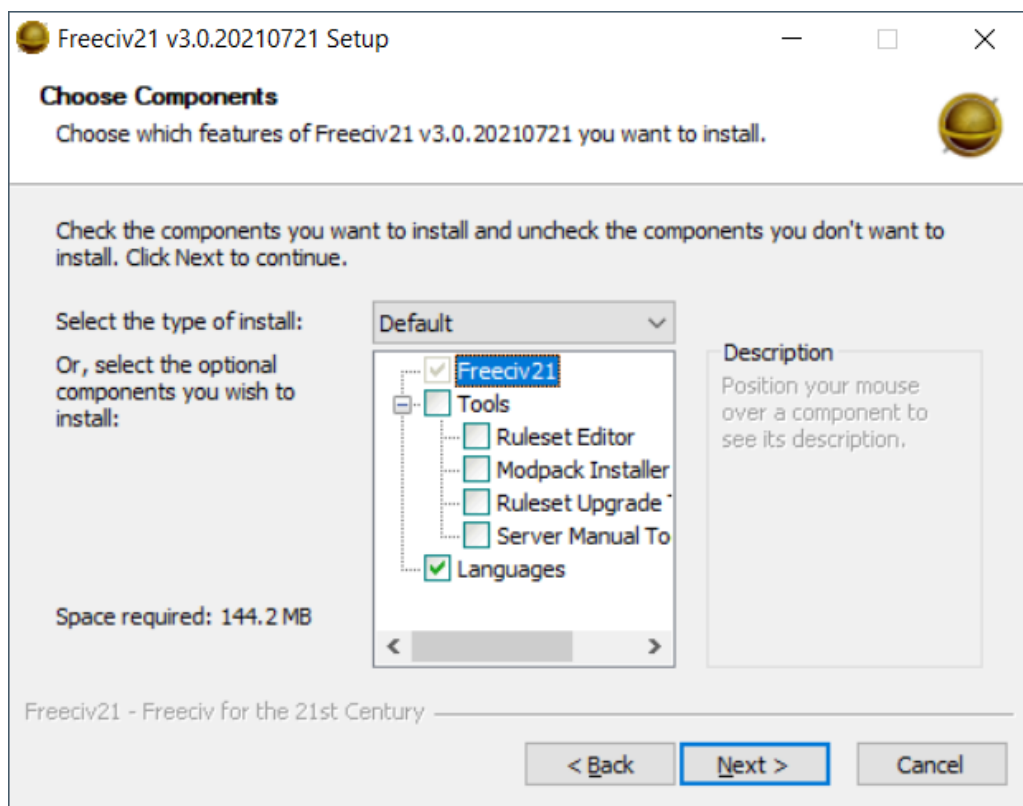 Freeciv21 v3.0.20210721 Setup
Choose Components
Choose which features of Freeciv21 v3.0.20210721 you want to install.
Check the components you want to install and uncheck the components you don't want to
install. Click Next to continue.
Select the type of install:
Default
Or, select the optional
components you wish to
install:
Freeciv21
Tools
Ruleset Editor
Modpack Installer
Ruleset Upgrade
Server Manual To
Languages
Description
Position your mouse
over a component to
see its description.
Space required: 144.2 MB
Freeciv21 - Freeciv for the 21st Century
< Back
Next >
Cancel